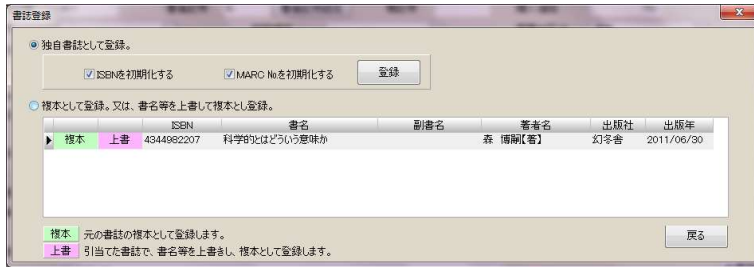 書誌登録
独自書誌として登録。
ISBNを初期化する MARC №を初期化する 登録
複本として登録。又は、書名等を上書して複本とし登録。
ISBN 書名 副書名 著者名 出版社 出版年
複本 上書 4344982207 科学的とはどういう意味か 森 博嗣【著】 幻冬舎 2011/06/30
複本 元の書誌の複本として登録します。
戻る
上書 引当てた書誌で、書名等を上書きし、複本として登録します。